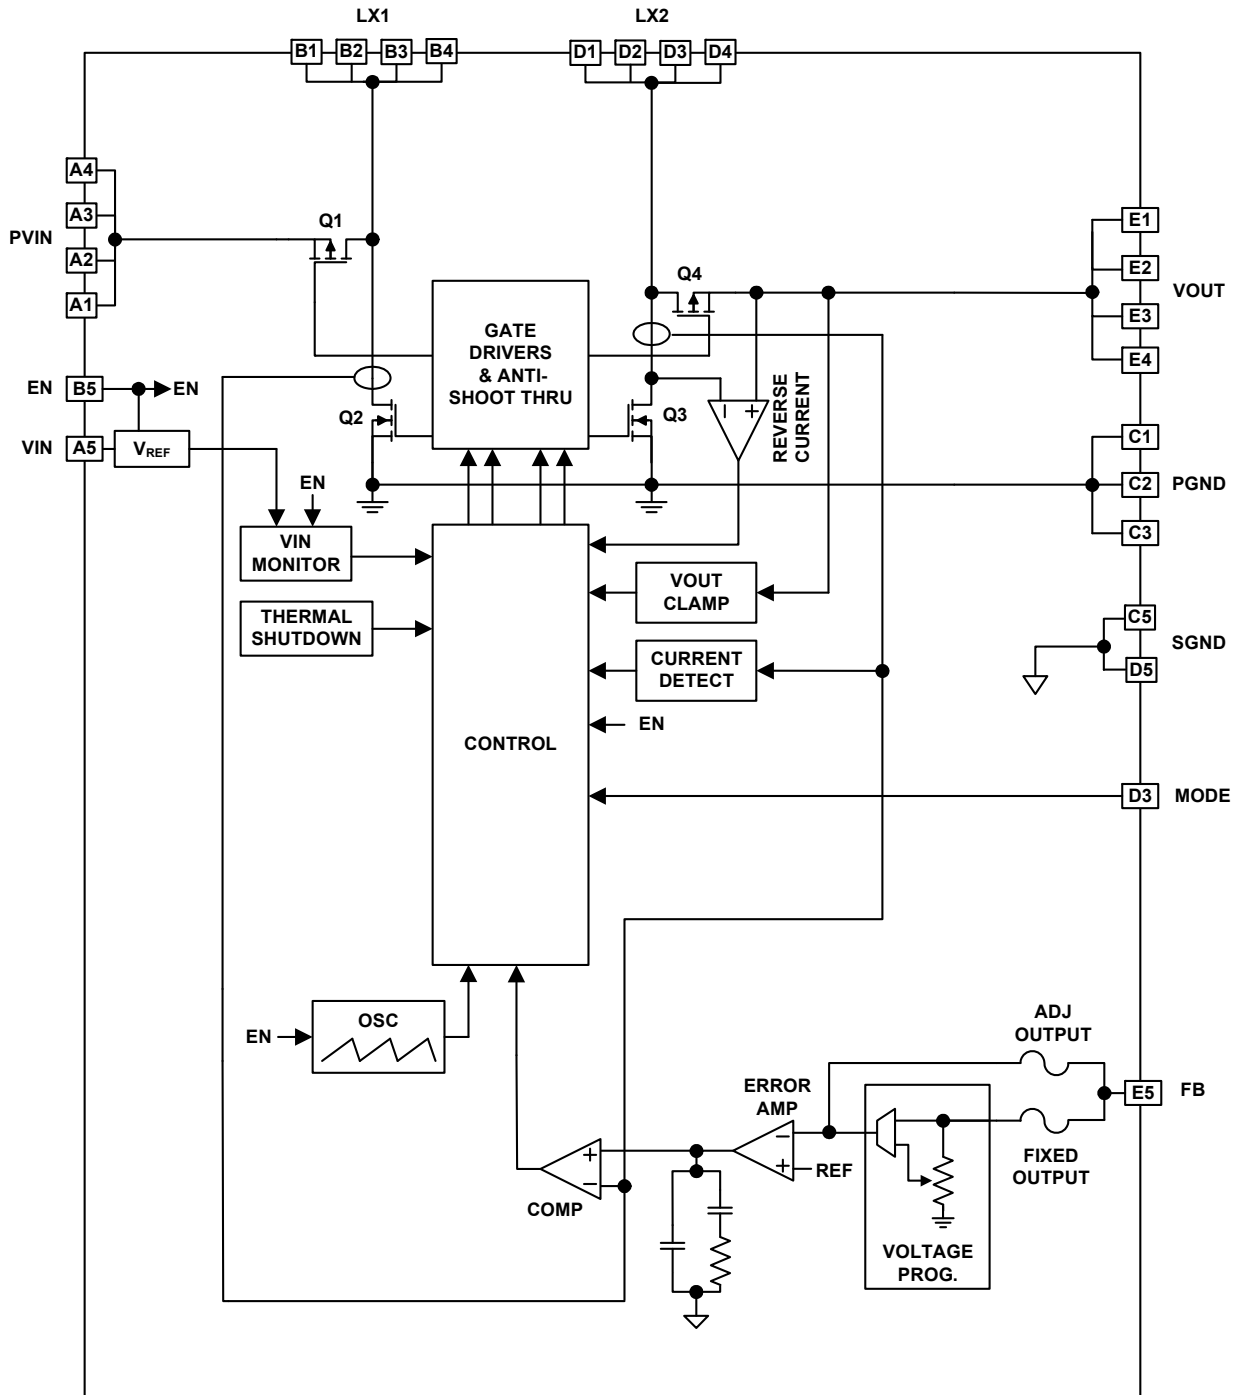 LX1
LX2
B1
B2
B3
B4
D1
D2
D3
D4
A4
A3
PVIN
A2
A1
Q1
Q4
E1
E2
VOUT
E3
E4
GATE
DRIVERS
& ANTI-
SHOOT THRU
REVERSE
CURRENT
EN
B5
EN
VIN
A5
VREF
Q2
Q3
C1
C2
PGND
C3
EN
VIN
MONITOR
THERMAL
SHUTDOWN
VOUT
CLAMP
CURRENT
DETECT
EN
CONTROL
C5
SGND
D5
D3
MODE
OSC
EN
ADJ
OUTPUT
E5
FB
ERROR
AMP
REF
FIXED
OUTPUT
COMP
VOLTAGE
PROG.